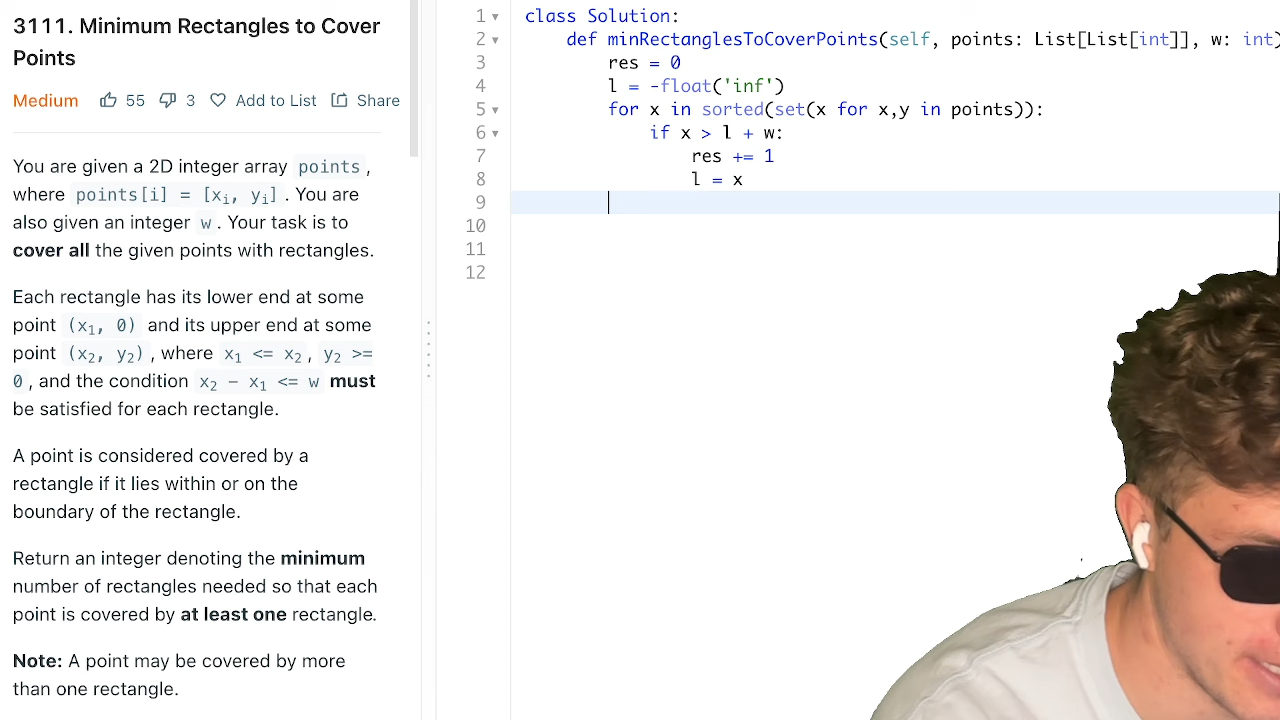 3111. Minimum Rectangles to Cover
Points
Medium 55 3 Add to List Share
You are given a 2D integer array points ,
where points[i] = [xi, yi] . You are
also given an integer w . Your task is to
cover all the given points with rectangles.
Each rectangle has its lower end at some
point (x1, 0) and its upper end at some
point (x2, y2) , where x1 <= x2 , y2 >=
0 , and the condition x2 - x1 <= w must
be satisfied for each rectangle.
A point is considered covered by a
rectangle if it lies within or on the
boundary of the rectangle.
Return an integer denoting the minimum
number of rectangles needed so that each
point is covered by at least one rectangle.
Note: A point may be covered by more
than one rectangle.
1 class Solution:
2 def minRectanglesToCoverPoints(self, points: List[List[int]], w: int)
3 res = 0
4 l = -float('inf')
5 for x in sorted(set(x for x,y in points)):
6 if x > l + w:
7 res += 1
8 l = x
9
10
11
12